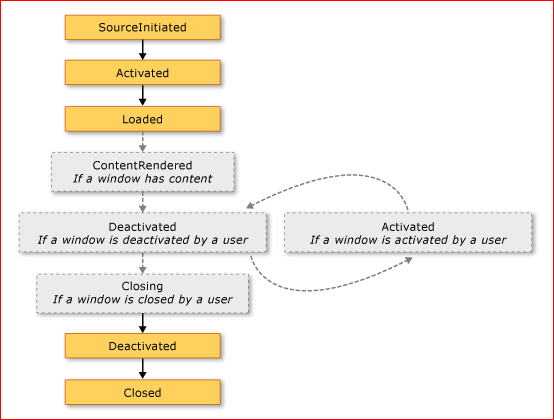 SourceInitiated
Activated
Loaded
ContentRendered
If a window has content
Deactivated
If a window is deactivated by a user
Activated
If a window is activated by a user
Closing
If a window is closed by a user
Deactivated
Closed